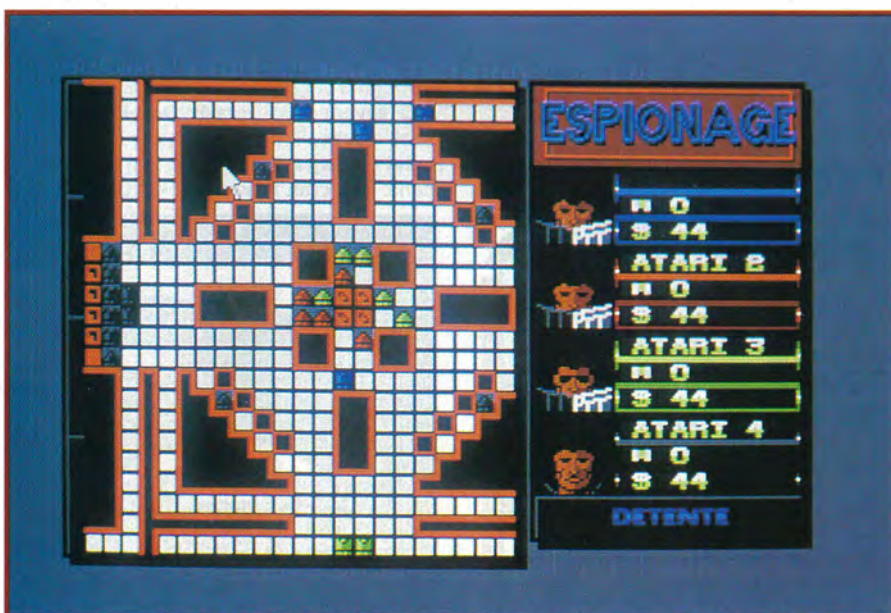 ESPIONAGE
M 0
$ 44
ATARI 2
M 0
$ 44
ATARI 3
M 0
$ 44
ATARI 4
M 0
$ 44
DETENTE